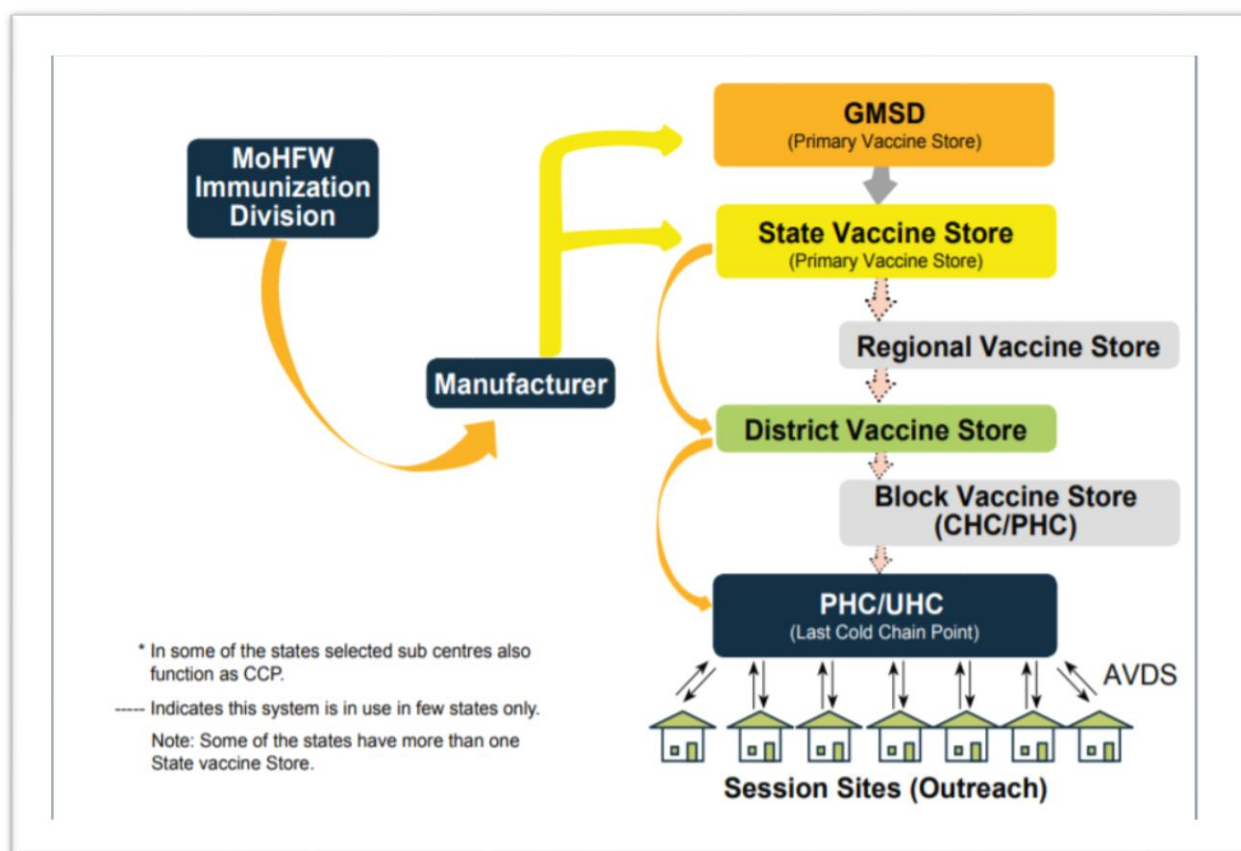 MoHFW
Immunization
Division
Manufacturer
GMSD
(Primary Vaccine Store)
State Vaccine Store
(Primary Vaccine Store)
Regional Vaccine Store
District Vaccine Store
Block Vaccine Store
(CHC/PHC)
PHC/UHC
(Last Cold Chain Point)
AVDS
Session Sites (Outreach)
* In some of the states selected sub centres also
function as CCP.
----- Indicates this system is in use in few states only.
Note: Some of the states have more than one
State vaccine Store.